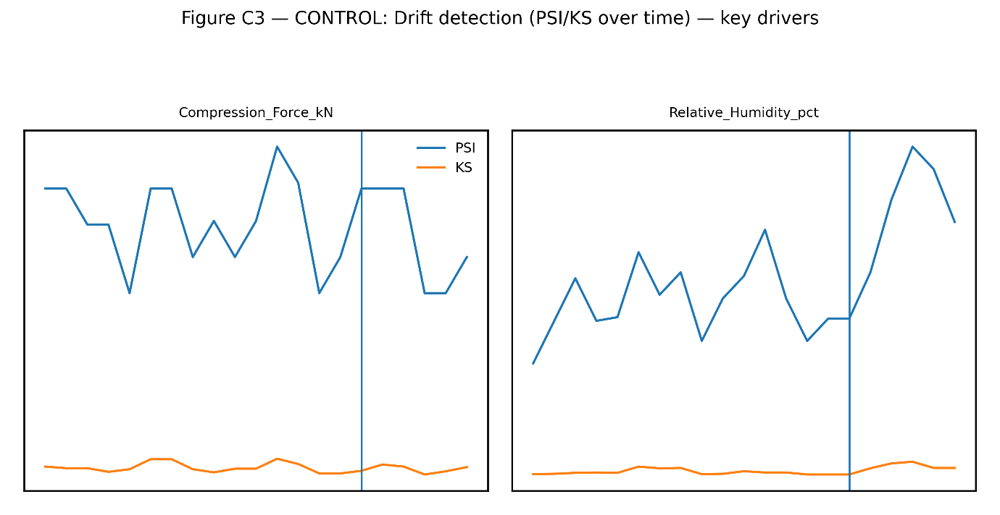 Figure C3 — CONTROL: Drift detection (PSI/KS over time) — key drivers
Compression_Force_kN
PSI
KS
Relative_Humidity_pct